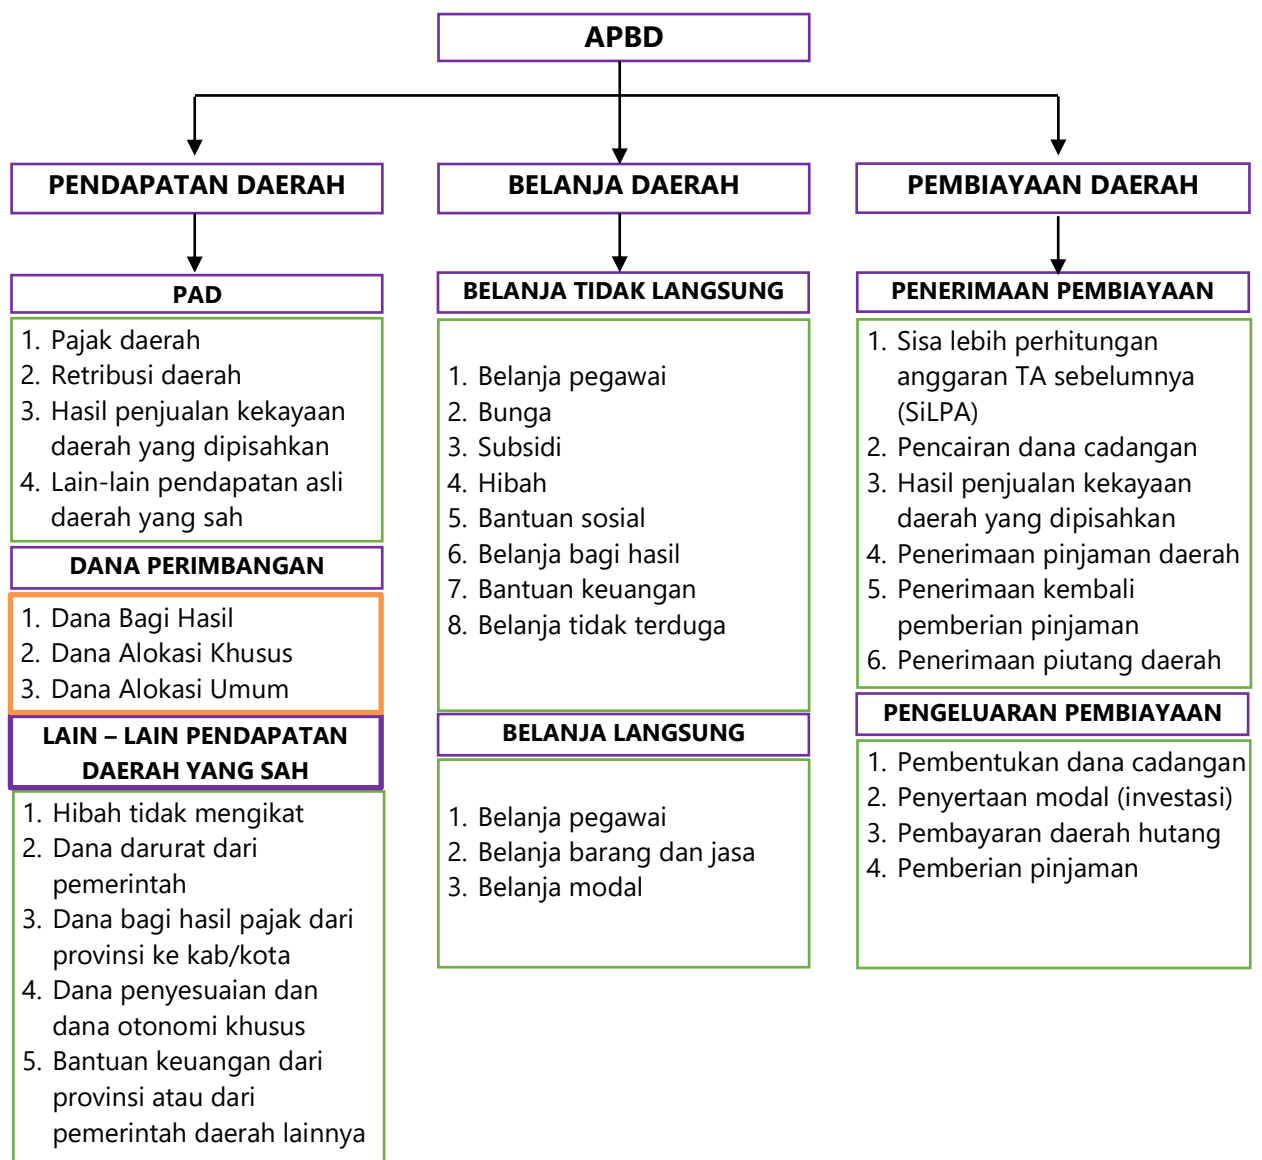 APBD
PENDAPATAN DAERAH
PAD
1. Pajak daerah
2. Retribusi daerah
3. Hasil penjualan kekayaan
daerah yang dipisahkan
4. Lain-lain pendapatan asli
daerah yang sah
DANA PERIMBANGAN
1. Dana Bagi Hasil
2. Dana Alokasi Khusus
3. Dana Alokasi Umum
LAIN – LAIN PENDAPATAN
DAERAH YANG SAH
1. Hibah tidak mengikat
2. Dana darurat dari
pemerintah
3. Dana bagi hasil pajak dari
provinsi ke kab/kota
4. Dana penyesuaian dan
dana otonomi khusus
5. Bantuan keuangan dari
provinsi atau dari
pemerintah daerah lainnya
BELANJA DAERAH
BELANJA TIDAK LANGSUNG
1. Belanja pegawai
2. Bunga
3. Subsidi
4. Hibah
5. Bantuan sosial
6. Belanja bagi hasil
7. Bantuan keuangan
8. Belanja tidak terduga
BELANJA LANGSUNG
1. Belanja pegawai
2. Belanja barang dan jasa
3. Belanja modal
PEMBIAYAAN DAERAH
PENERIMAAN PEMBIAYAAN
1. Sisa lebih perhitungan
anggaran TA sebelumnya
(SiLPA)
2. Pencairan dana cadangan
3. Hasil penjualan kekayaan
daerah yang dipisahkan
4. Penerimaan pinjaman daerah
5. Penerimaan kembali
pemberian pinjaman
6. Penerimaan piutang daerah
PENGELUARAN PEMBIAYAAN
1. Pembentukan dana cadangan
2. Penyertaan modal (investasi)
3. Pembayaran daerah hutang
4. Pemberian pinjaman